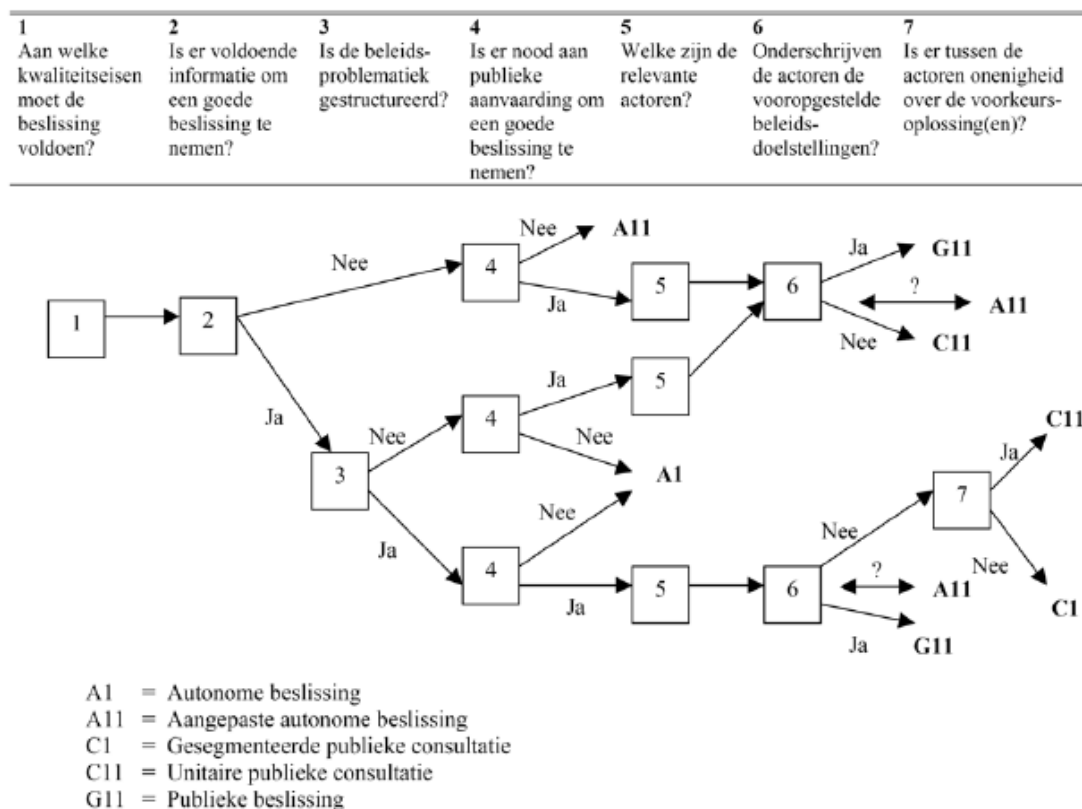 1
Aan welke
kwaliteitseisen
moet de
beslissing
voldoen?
2
Is er voldoende
informatie om
een goede
beslissing te
nemen?
3
Is de beleids-
problematiek
gestructureerd?
4
Is er nood aan
publieke
aanvaarding om
een goede
beslissing te
nemen?
5
Welke zijn de
relevante
actoren?
6
Onderschrijven
de actoren de
vooropgestelde
beleids-
doelstellingen?
7
Is er tussen de
actoren onenigheid
over de voorkeurs-
oplossing(en)?
Nee
A11
Ja
G11
Nee
4
Ja
5
6
?
A11
1
2
Nee
C11
Ja
5
Ja
Nee
4
Nee
C11
3
A1
7
Ja
Nee
Ja
4
Nee
Nee
Ja
5
6
?
A11
C1
Ja
G11
A1 = Autonome beslissing
A11 = Aangepaste autonome beslissing
C1 = Gesegmenteerde publieke consultatie
C11 = Unitaire publieke consultatie
G11 = Publieke beslissing